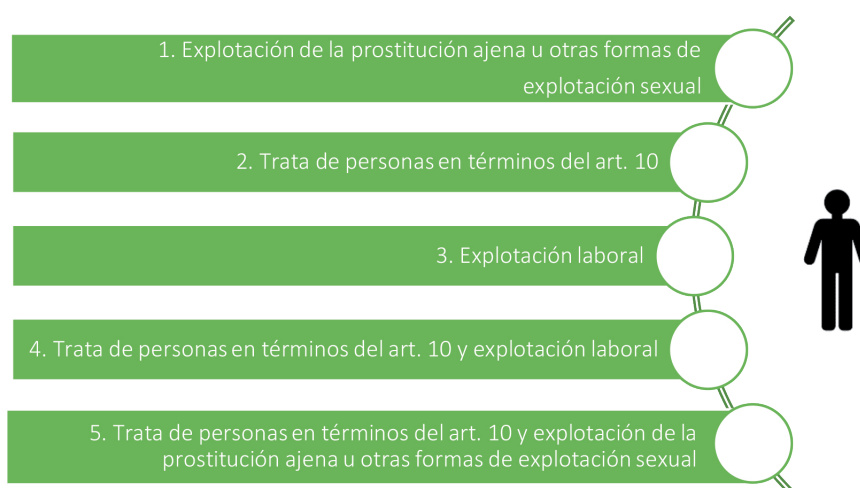 1. Explotación de la prostitución ajena u otras formas de
explotación sexual
2. Trata de personas en términos del art. 10
3. Explotación laboral
4. Trata de personas en términos del art. 10 y explotación laboral
5. Trata de personas en términos del art. 10 y explotación de la
prostitución ajena u otras formas de explotación sexual